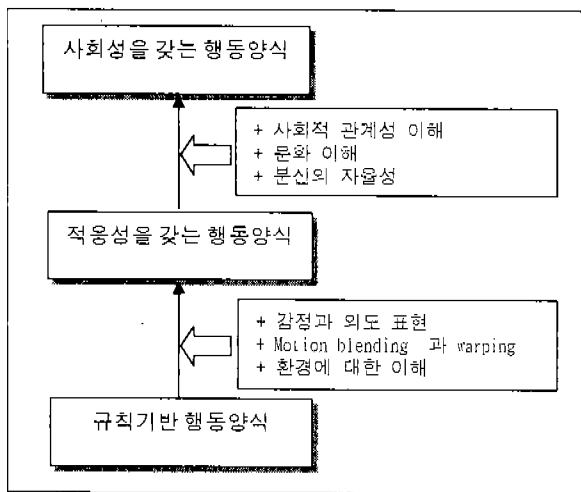 사회성을 갖는 행동양식
+ 사회적 관계성 이해
+ 문화 이해
+ 분신의 자율성
적응성을 갖는 행동양식
+ 감정과 의도 표현
+ Motion blending 과 warping
+ 환경에 대한 이해
규칙기반 행동양식